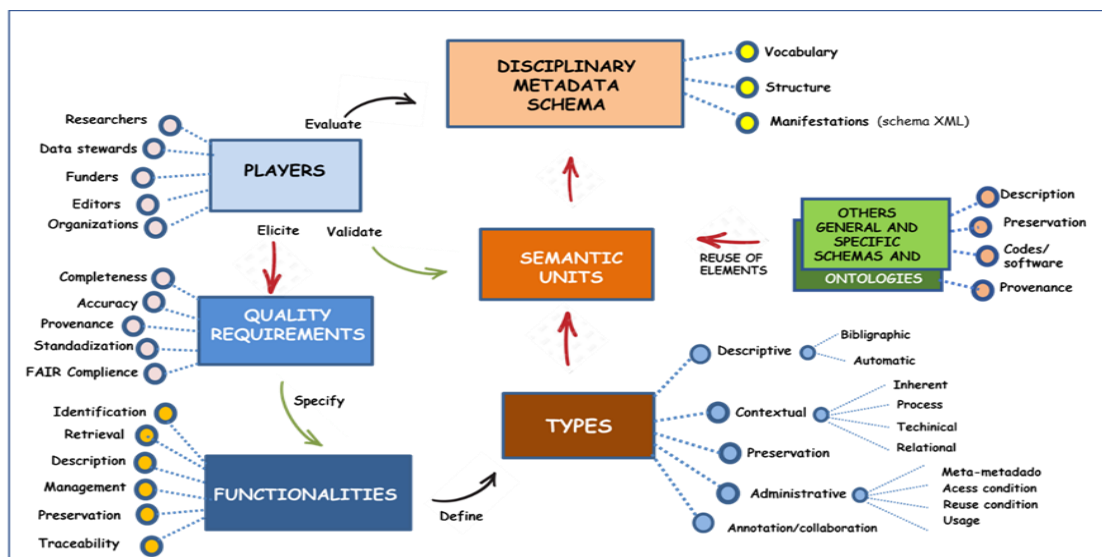 DISCIPLINARY
METADATA
SCHEMA
Vocabulary
Structure
Manifestations (schema XML)
Evaluate
Researchers
Data stewards
Funders
Editors
Organizations
PLAYERS
Elicite
Validate
SEMANTIC
UNITS
REUSE OF
ELEMENTS
OTHERS
GENERAL AND
SPECIFIC
SCHEMAS AND
ONTOLOGIES
Description
Preservation
Codes/
software
Provenance
Completeness
Accuracy
Provenance
Standadization
FAIR Complience
QUALITY
REQUIREMENTS
Specify
Identification
Retrieval
Description
Management
Preservation
Traceability
FUNCTIONALITIES
Define
TYPES
Descriptive
Bibligraphic
Automatic
Contextual
Inherent
Process
Techinical
Relational
Preservation
Administrative
Meta-metadado
Acess condition
Reuse condition
Usage
Annotation/collaboration